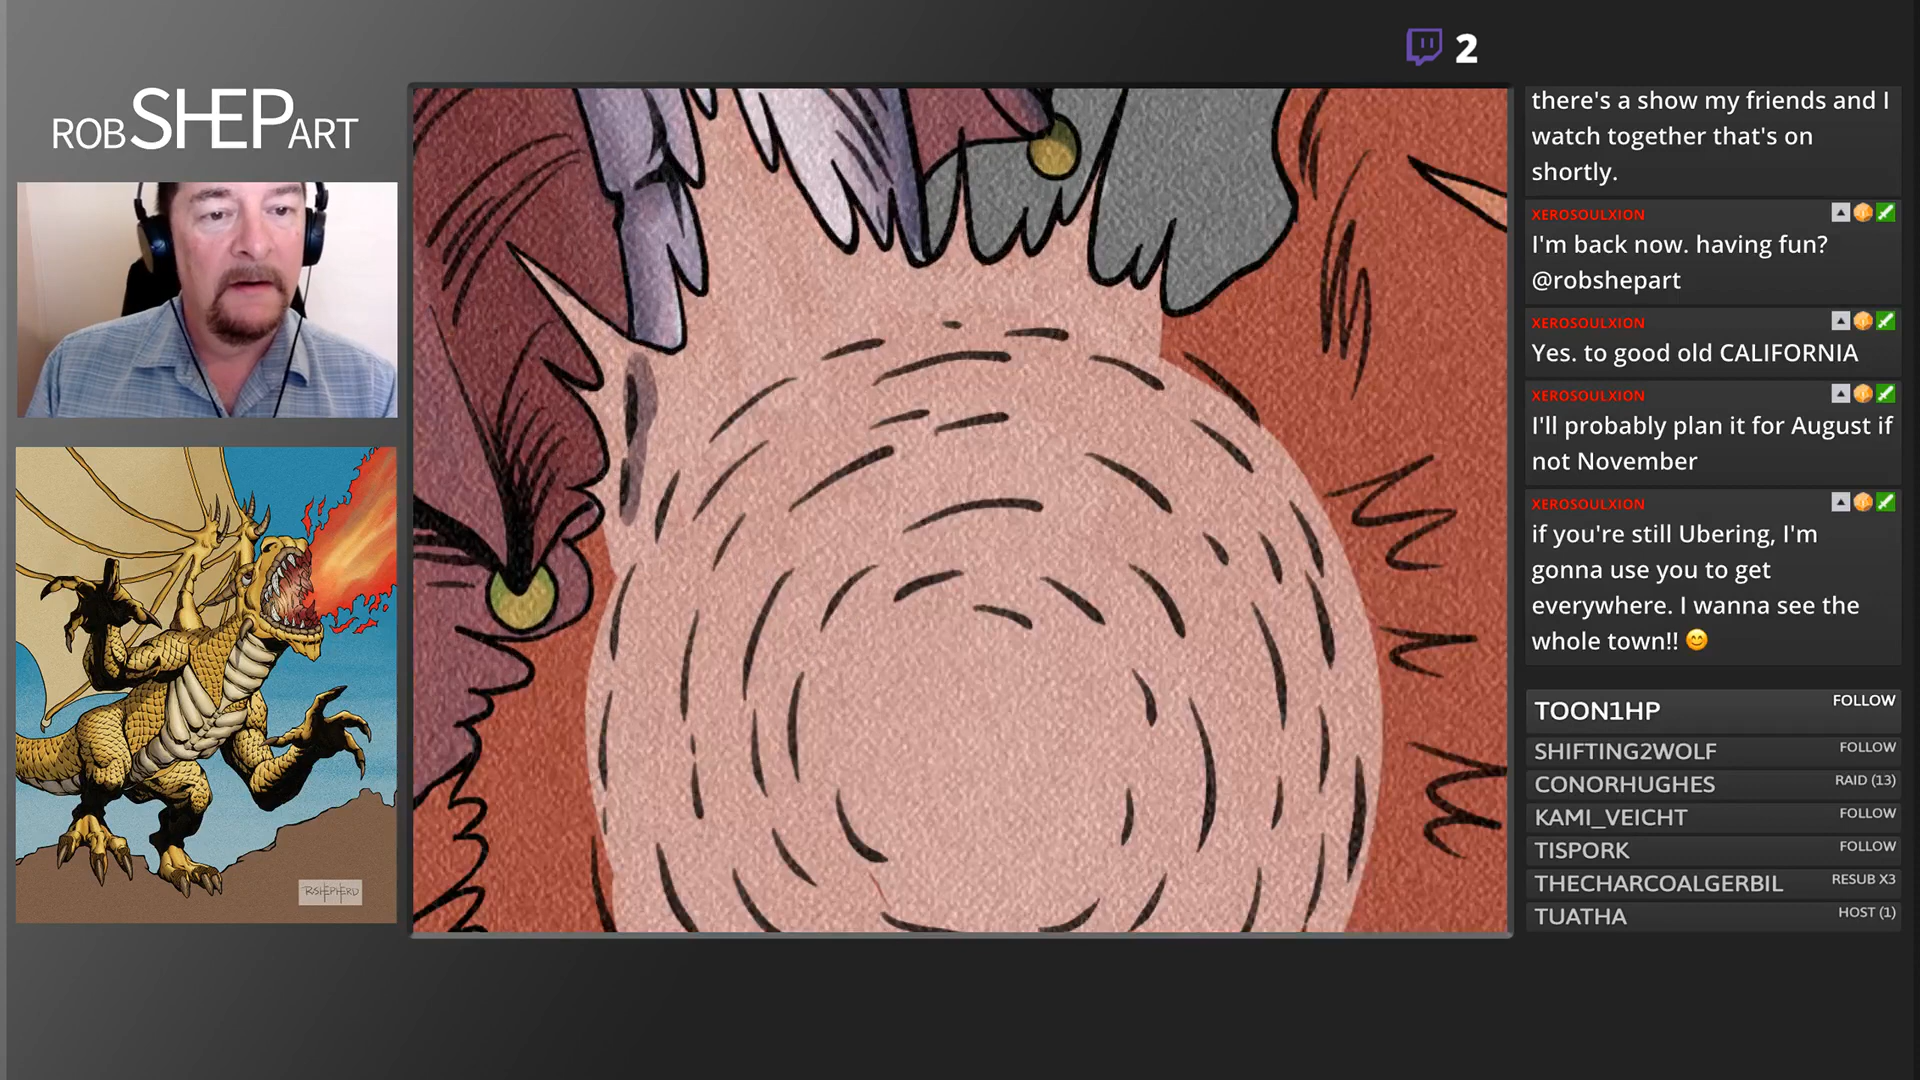 ROBSHEPART
2
there's a show my friends and I
watch together that's on
shortly.
XEROSOULXION
I'm back now. having fun?
@robshepart
XEROSOULXION
Yes. to good old CALIFORNIA
XEROSOULXION
I'll probably plan it for August if
not November
XEROSOULXION
if you're still Ubering, I'm
gonna use you to get
everywhere. I wanna see the
whole town!! 😊
TOON1HP FOLLOW
SHIFTING2WOLF FOLLOW
CONORHUGHES RAID (13)
KAMI_VEICHT FOLLOW
TISPORK FOLLOW
THECHARCOALGERBIL RESUB X3
TUATHA HOST (1)
R.SHEPHERD